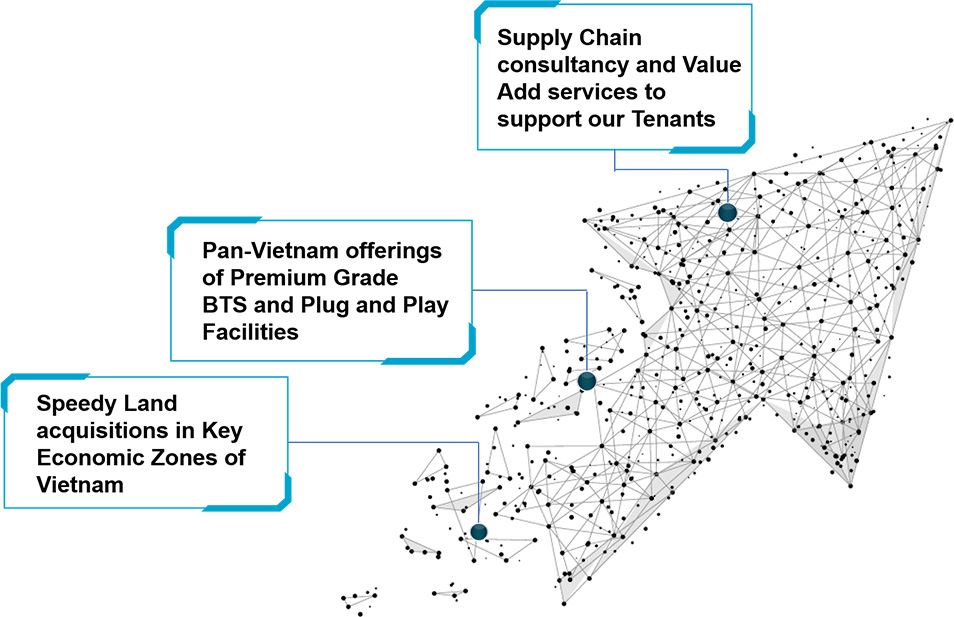 Supply Chain
consultancy and Value
Add services to
support our Tenants
Pan-Vietnam offerings
of Premium Grade
BTS and Plug and Play
Facilities
Speedy Land
acquisitions in Key
Economic Zones of
Vietnam